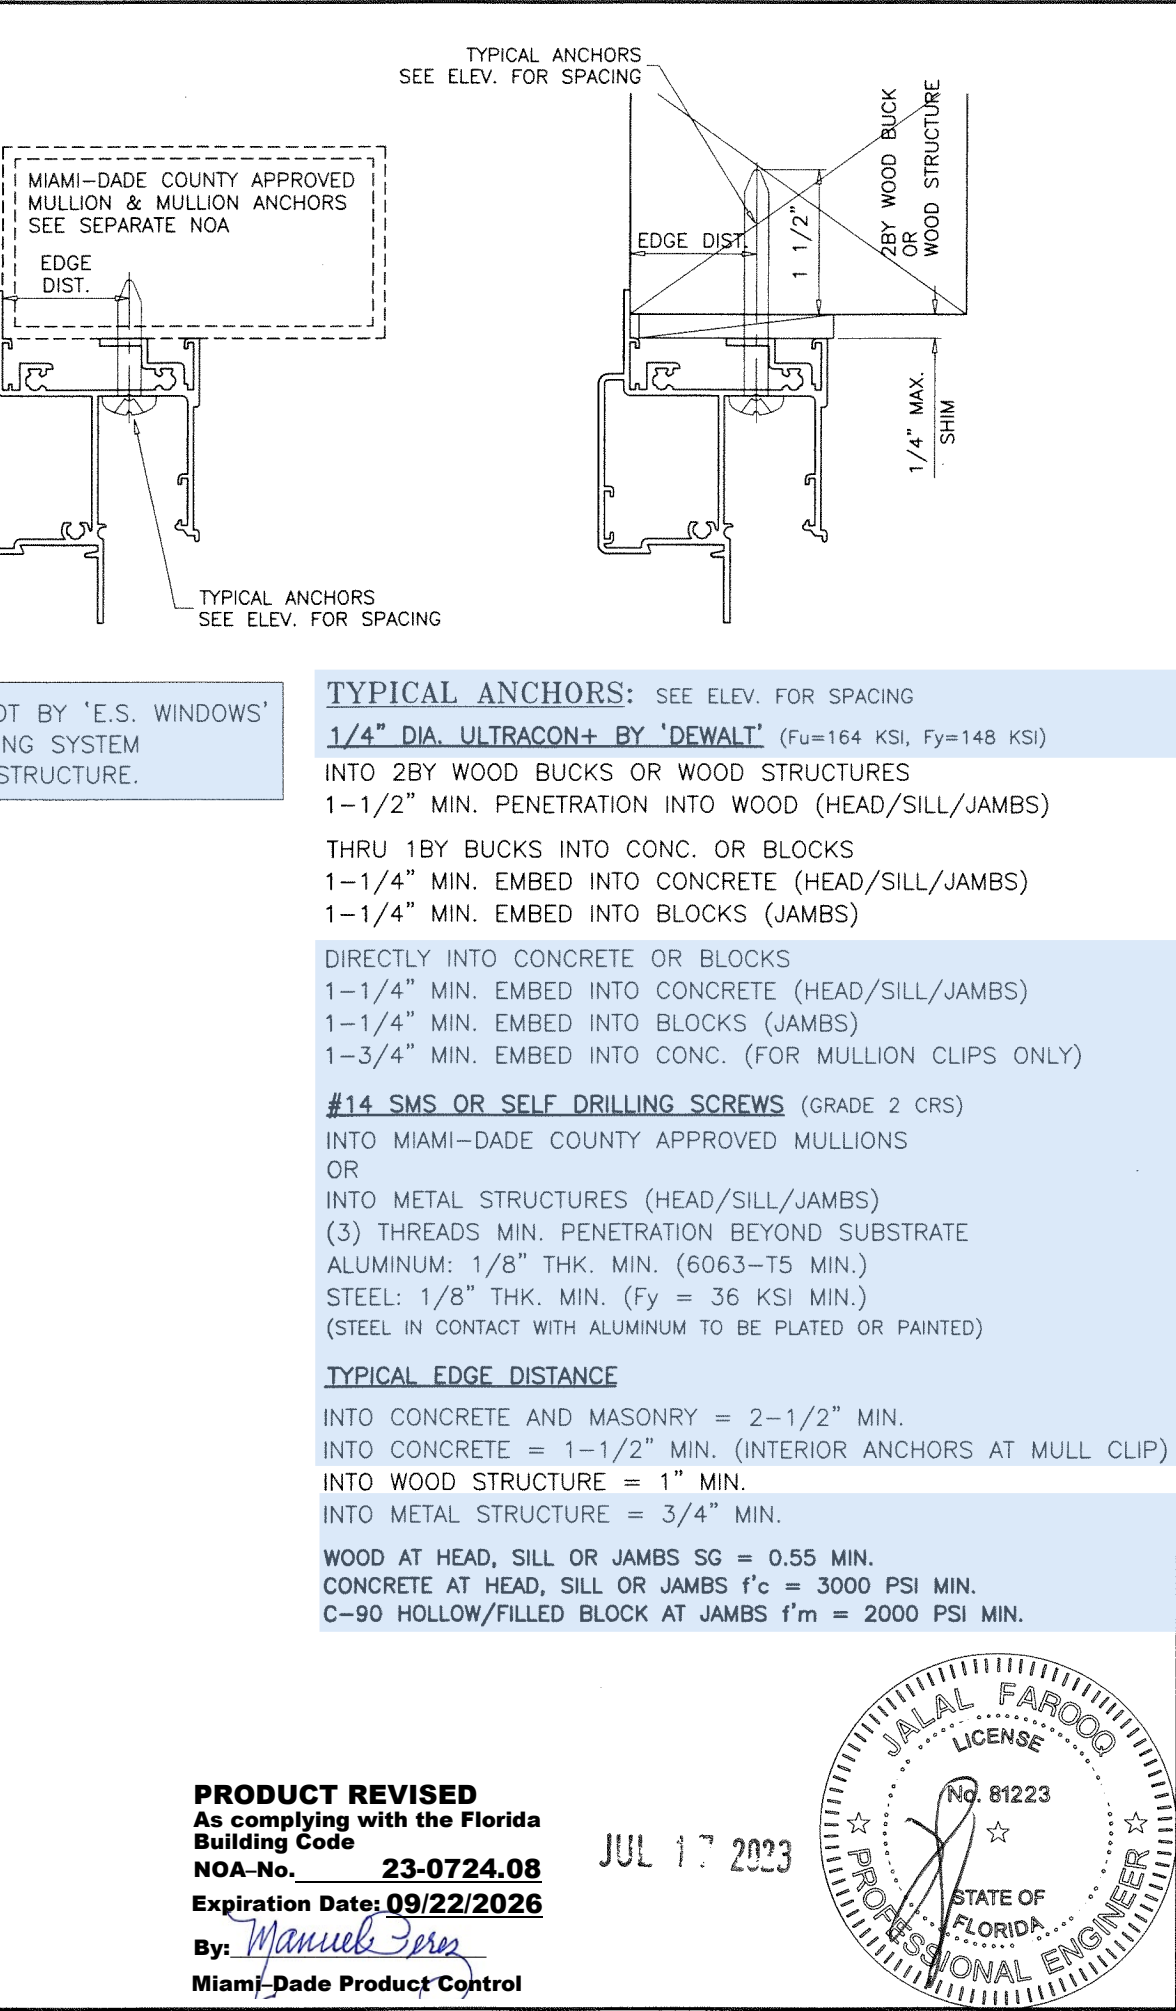 TYPICAL ANCHORS
SEE ELEV. FOR SPACING
MIAMI-DADE COUNTY APPROVED
MULLION & MULLION ANCHORS
SEE SEPARATE NOA
EDGE
DIST.
TYPICAL ANCHORS
SEE ELEV. FOR SPACING
EDGE DIST.
1 1/2"
2BY WOOD BUCK
OR
WOOD STRUCTURE
1/4" MAX.
SHIM
OT BY 'E.S. WINDOWS'
NG SYSTEM
STRUCTURE.
TYPICAL ANCHORS: SEE ELEV. FOR SPACING
1/4" DIA. ULTRACON+ BY 'DEWALT' (Fu=164 KSI, Fy=148 KSI)
INTO 2BY WOOD BUCKS OR WOOD STRUCTURES
1-1/2" MIN. PENETRATION INTO WOOD (HEAD/SILL/JAMBS)
THRU 1BY BUCKS INTO CONC. OR BLOCKS
1-1/4" MIN. EMBED INTO CONCRETE (HEAD/SILL/JAMBS)
1-1/4" MIN. EMBED INTO BLOCKS (JAMBS)
DIRECTLY INTO CONCRETE OR BLOCKS
1-1/4" MIN. EMBED INTO CONCRETE (HEAD/SILL/JAMBS)
1-1/4" MIN. EMBED INTO BLOCKS (JAMBS)
1-3/4" MIN. EMBED INTO CONC. (FOR MULLION CLIPS ONLY)
#14 SMS OR SELF DRILLING SCREWS (GRADE 2 CRS)
INTO MIAMI-DADE COUNTY APPROVED MULLIONS
OR
INTO METAL STRUCTURES (HEAD/SILL/JAMBS)
(3) THREADS MIN. PENETRATION BEYOND SUBSTRATE
ALUMINUM: 1/8" THK. MIN. (6063-T5 MIN.)
STEEL: 1/8" THK. MIN. (Fy = 36 KSI MIN.)
(STEEL IN CONTACT WITH ALUMINUM TO BE PLATED OR PAINTED)
TYPICAL EDGE DISTANCE
INTO CONCRETE AND MASONRY = 2-1/2" MIN.
INTO CONCRETE = 1-1/2" MIN. (INTERIOR ANCHORS AT MULL CLIP)
INTO WOOD STRUCTURE = 1" MIN.
INTO METAL STRUCTURE = 3/4" MIN.
WOOD AT HEAD, SILL OR JAMBS SG = 0.55 MIN.
CONCRETE AT HEAD, SILL OR JAMBS f'c = 3000 PSI MIN.
C-90 HOLLOW/FILLED BLOCK AT JAMBS f'm = 2000 PSI MIN.
PRODUCT REVISED
As complying with the Florida
Building Code
NOA-No. 23-0724.08
Expiration Date: 09/22/2026
By: Manuel Perez
Miami-Dade Product Control
JUL 17 2023
JALAL FAROOQ
LICENSE
No. 81223
STATE OF
FLORIDA
PROFESSIONAL ENGINEER